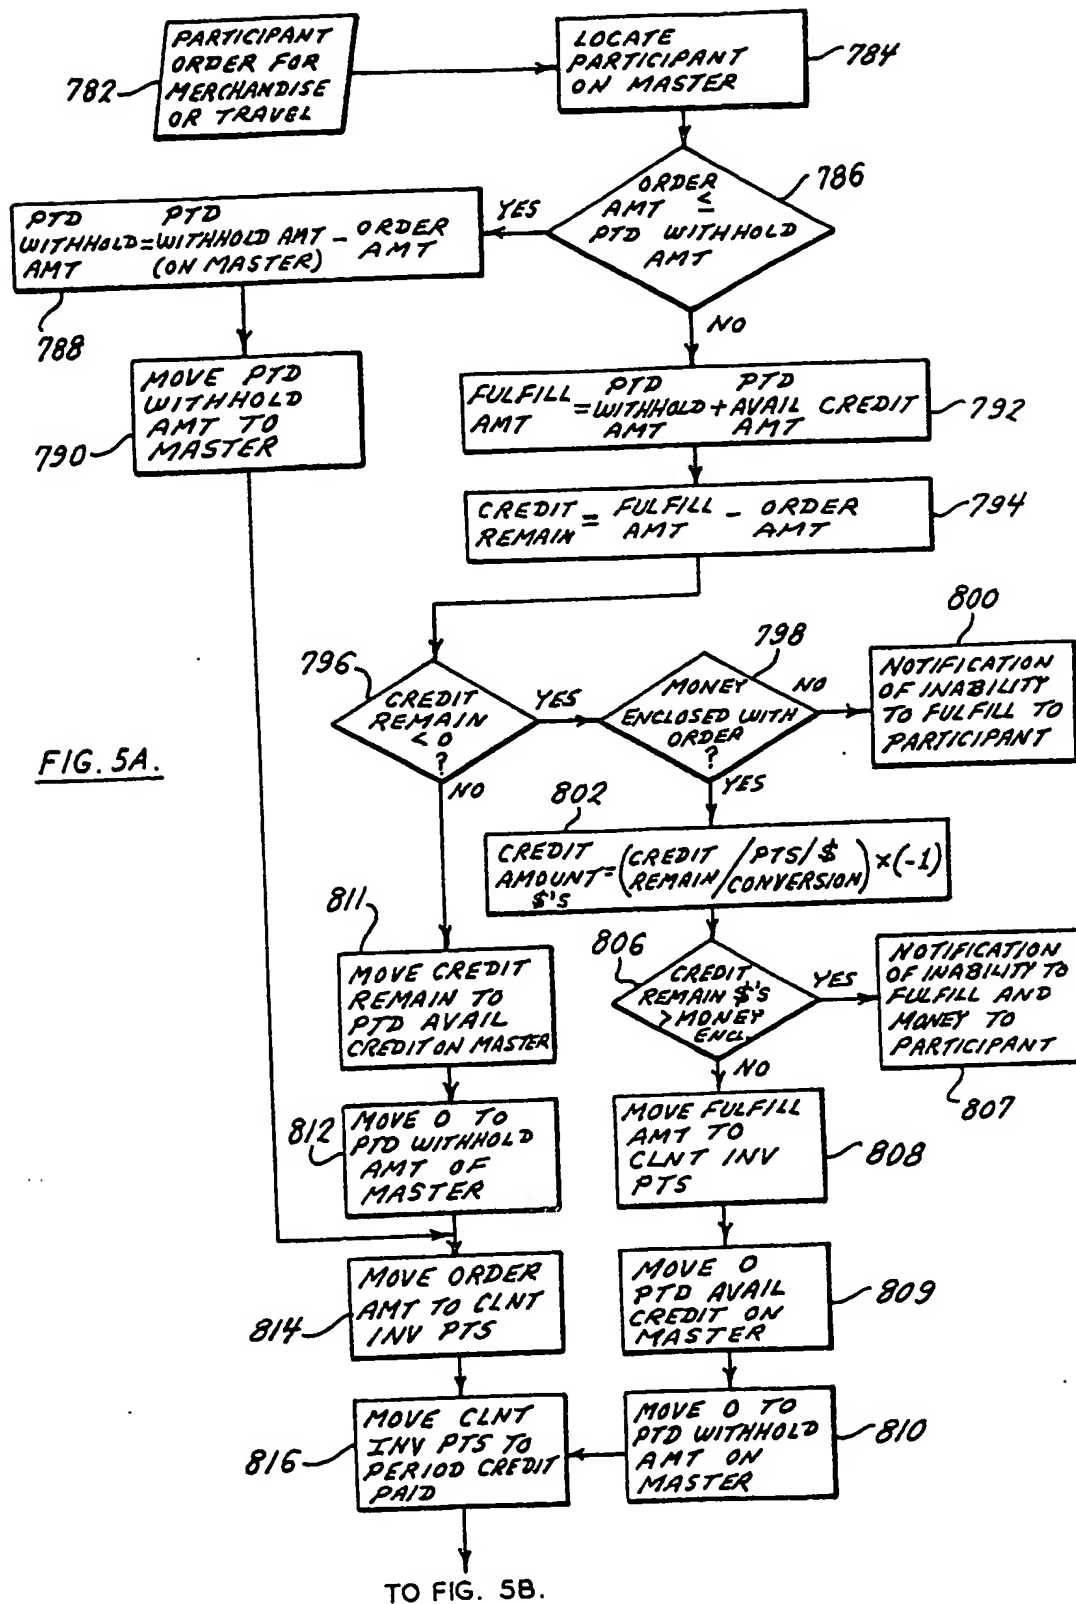 PARTICIPANT
ORDER FOR
MERCHANDISE
OR TRAVEL
782
LOCATE
PARTICIPANT
ON MASTER
784
ORDER
AMT ≤
PTD WITHHOLD
AMT
786
YES
NO
PTD PTD
WITHHOLD = WITHHOLD AMT - ORDER
AMT (ON MASTER) AMT
788
MOVE PTD
WITHHOLD
AMT TO
MASTER
790
PTD PTD
FULFILL = WITHHOLD + AVAIL CREDIT
AMT AMT AMT
792
CREDIT = FULFILL - ORDER
REMAIN AMT AMT
794
796
CREDIT
REMAIN
< 0
?
YES
NO
798
MONEY
ENCLOSED WITH
ORDER
?
NO
YES
800
NOTIFICATION
OF INABILITY
TO FULFILL TO
PARTICIPANT
FIG. 5A.
802
CREDIT
AMOUNT = (CREDIT REMAIN / PTS/$ CONVERSION) × (-1)
$'S
811
MOVE CREDIT
REMAIN TO
PTD AVAIL
CREDIT ON MASTER
806
CREDIT
REMAIN $'S
> MONEY
ENCL.
YES
NO
NOTIFICATION
OF INABILITY TO
FULFILL AND
MONEY TO
PARTICIPANT
807
812
MOVE 0 TO
PTD WITHHOLD
AMT OF
MASTER
MOVE FULFILL
AMT TO
CLNT INV
PTS
808
MOVE ORDER
AMT TO CLNT
INV PTS
814
MOVE 0
PTD AVAIL
CREDIT ON
MASTER
809
MOVE CLNT
INV PTS TO
PERIOD CREDIT
PAID
816
MOVE 0 TO
PTD WITHHOLD
AMT ON
MASTER
810
TO FIG. 5B.